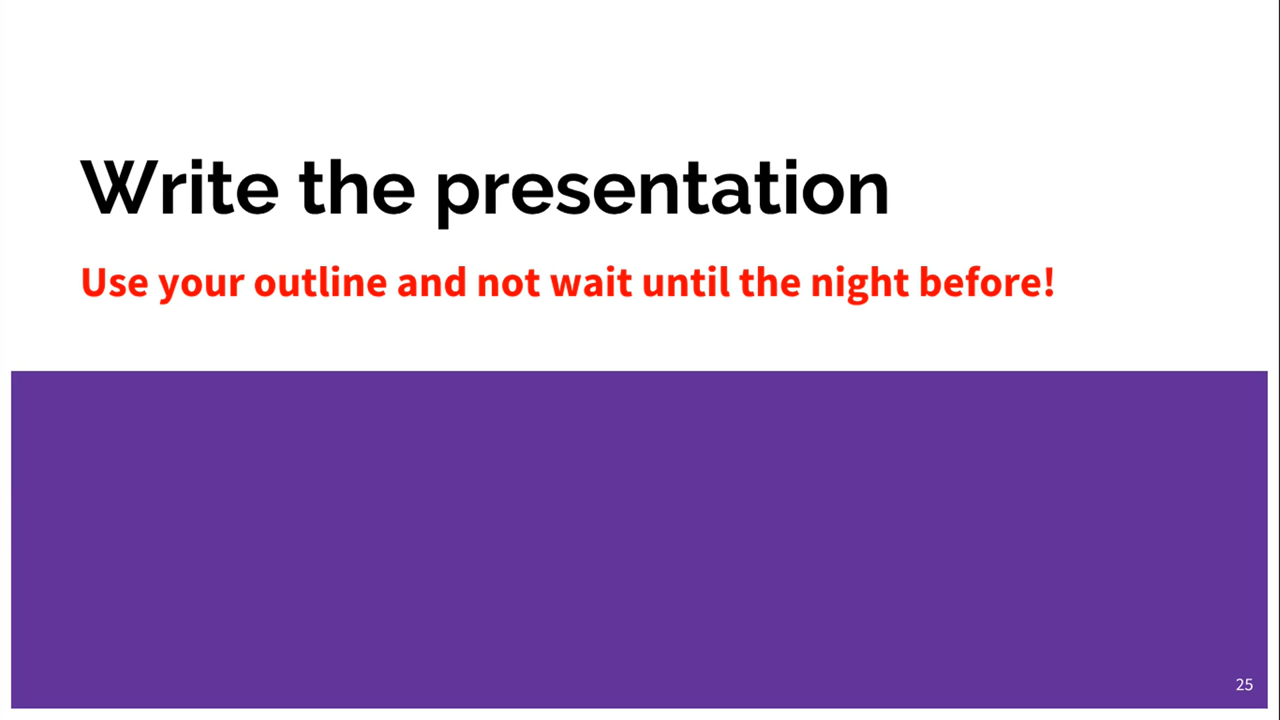 Write the presentation
Use your outline and not wait until the night before!
25